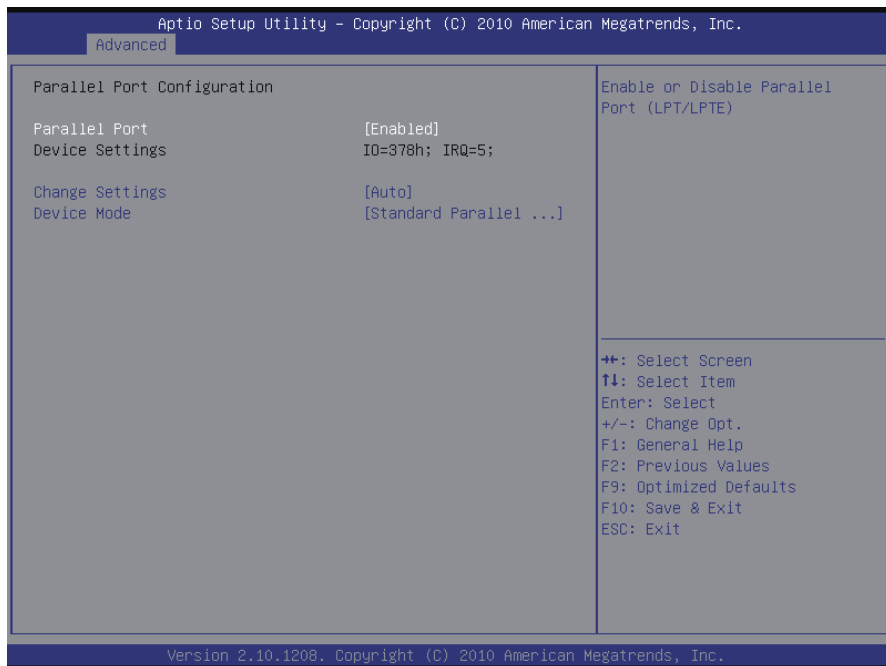 Aptio Setup Utility – Copyright (C) 2010 American Megatrends, Inc.
Advanced
Parallel Port Configuration
Parallel Port [Enabled]
Device Settings IO=378h; IRQ=5;
Change Settings [Auto]
Device Mode [Standard Parallel ...]
Enable or Disable Parallel
Port (LPT/LPTE)
→←: Select Screen
↑↓: Select Item
Enter: Select
+/-: Change Opt.
F1: General Help
F2: Previous Values
F9: Optimized Defaults
F10: Save & Exit
ESC: Exit
Version 2.10.1208. Copyright (C) 2010 American Megatrends, Inc.